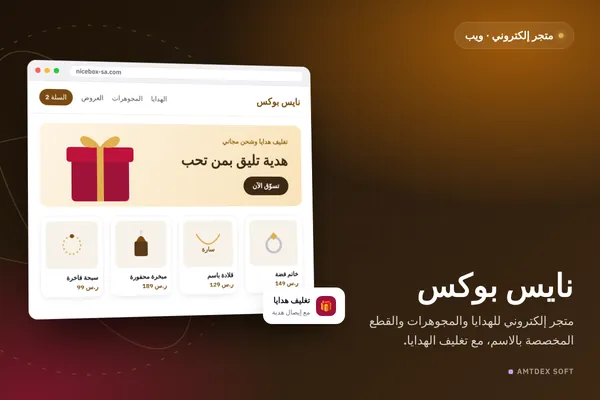 متجر إلكتروني · ويب
nicebox-sa.com
نايس بوكس
الهدايا
المجوهرات
العروض
السلة 2
تغليف هدايا وشحن مجاني
هدية تليق بمن تحب
تسوّق الآن
سارة
خاتم فضة
ر.س 149
قلادة باسم
ر.س 129
مبخرة محفورة
ر.س 189
سبحة فاخرة
ر.س 99
تغليف هدايا
مع إيصال هدية
نايس بوكس
متجر إلكتروني للهدايا والمجوهرات والقطع
المخصصة بالاسم، مع تغليف الهدايا.
AMTDEX SOFT